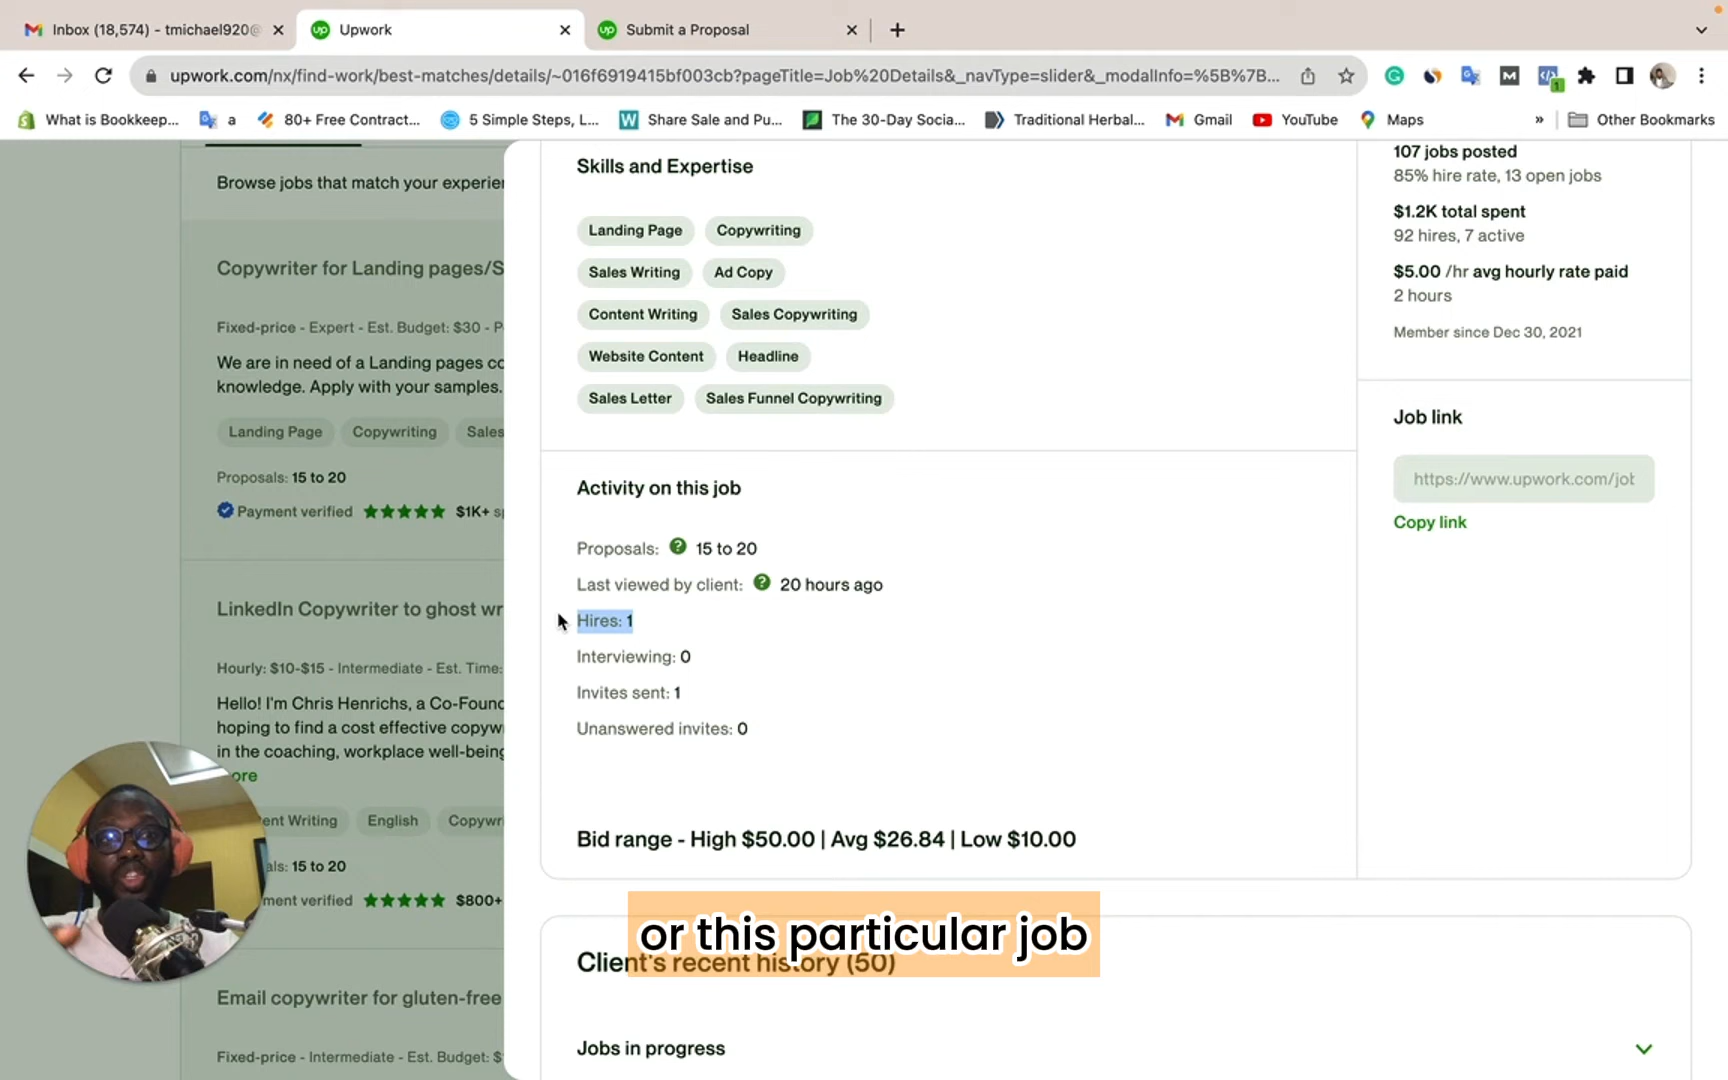 Inbox (18,574) - tmichael920@
Upwork
Submit a Proposal
upwork.com/nx/find-work/best-matches/details/~016f6919415bf003cb?pageTitle=Job%20Details&_navType=slider&_modalInfo=%5B%7B...
What is Bookkeep...
a
80+ Free Contract...
5 Simple Steps, L...
Share Sale and Pu...
The 30-Day Socia...
Traditional Herbal...
Gmail
YouTube
Maps
»
Other Bookmarks
Browse jobs that match your experien
Copywriter for Landing pages/S
Fixed-price - Expert - Est. Budget: $30 - P
We are in need of a Landing pages co
knowledge. Apply with your samples.
Landing Page
Copywriting
Sales
Proposals: 15 to 20
Payment verified
$1K+ s
LinkedIn Copywriter to ghost wr
Hourly: $10-$15 - Intermediate - Est. Time:
Hello! I'm Chris Henrichs, a Co-Found
hoping to find a cost effective copyw
in the coaching, workplace well-being
ore
ent Writing
English
Copywr
als: 15 to 20
ment verified
$800+
Email copywriter for gluten-free
Fixed-price - Intermediate - Est. Budget: $
Skills and Expertise
Landing Page
Copywriting
Sales Writing
Ad Copy
Content Writing
Sales Copywriting
Website Content
Headline
Sales Letter
Sales Funnel Copywriting
Activity on this job
Proposals: ? 15 to 20
Last viewed by client: ? 20 hours ago
Hires: 1
Interviewing: 0
Invites sent: 1
Unanswered invites: 0
Bid range - High $50.00 | Avg $26.84 | Low $10.00
or this particular job
Client's recent history (50)
Jobs in progress
107 jobs posted
85% hire rate, 13 open jobs
$1.2K total spent
92 hires, 7 active
$5.00 /hr avg hourly rate paid
2 hours
Member since Dec 30, 2021
Job link
https://www.upwork.com/job
Copy link